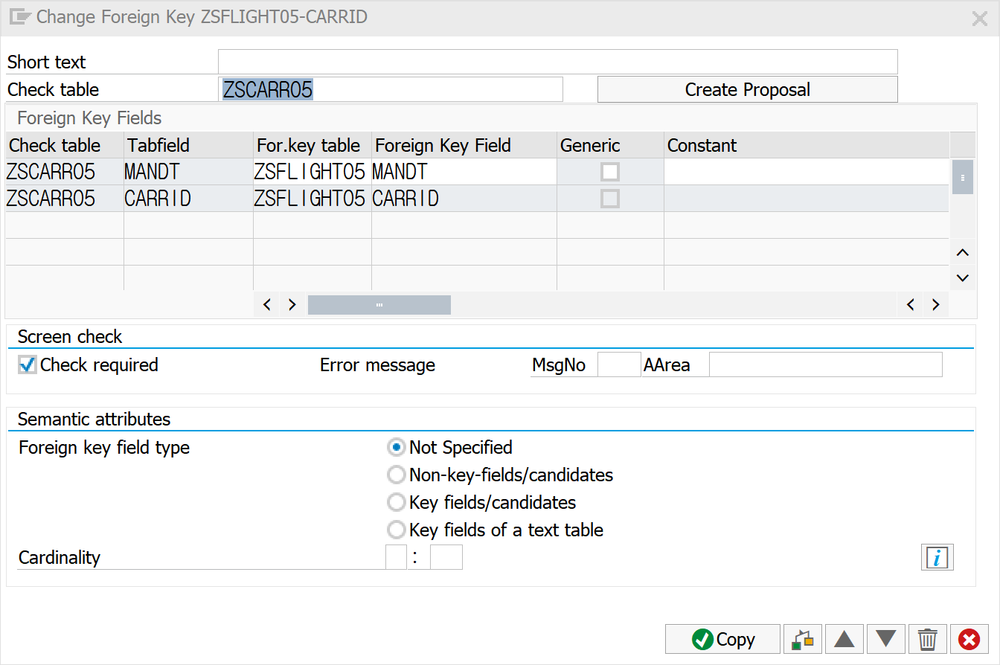 Change Foreign Key ZSFLIGHT05-CARRID
Short text
Check table ZSCARR05 Create Proposal
Foreign Key Fields
Check table Tabfield For.key table Foreign Key Field Generic Constant
ZSCARR05 MANDT ZSFLIGHT05 MANDT
ZSCARR05 CARRID ZSFLIGHT05 CARRID
Screen check
Check required Error message MsgNo AArea
Semantic attributes
Foreign key field type Not Specified
Non-key-fields/candidates
Key fields/candidates
Key fields of a text table
Cardinality : i
Copy